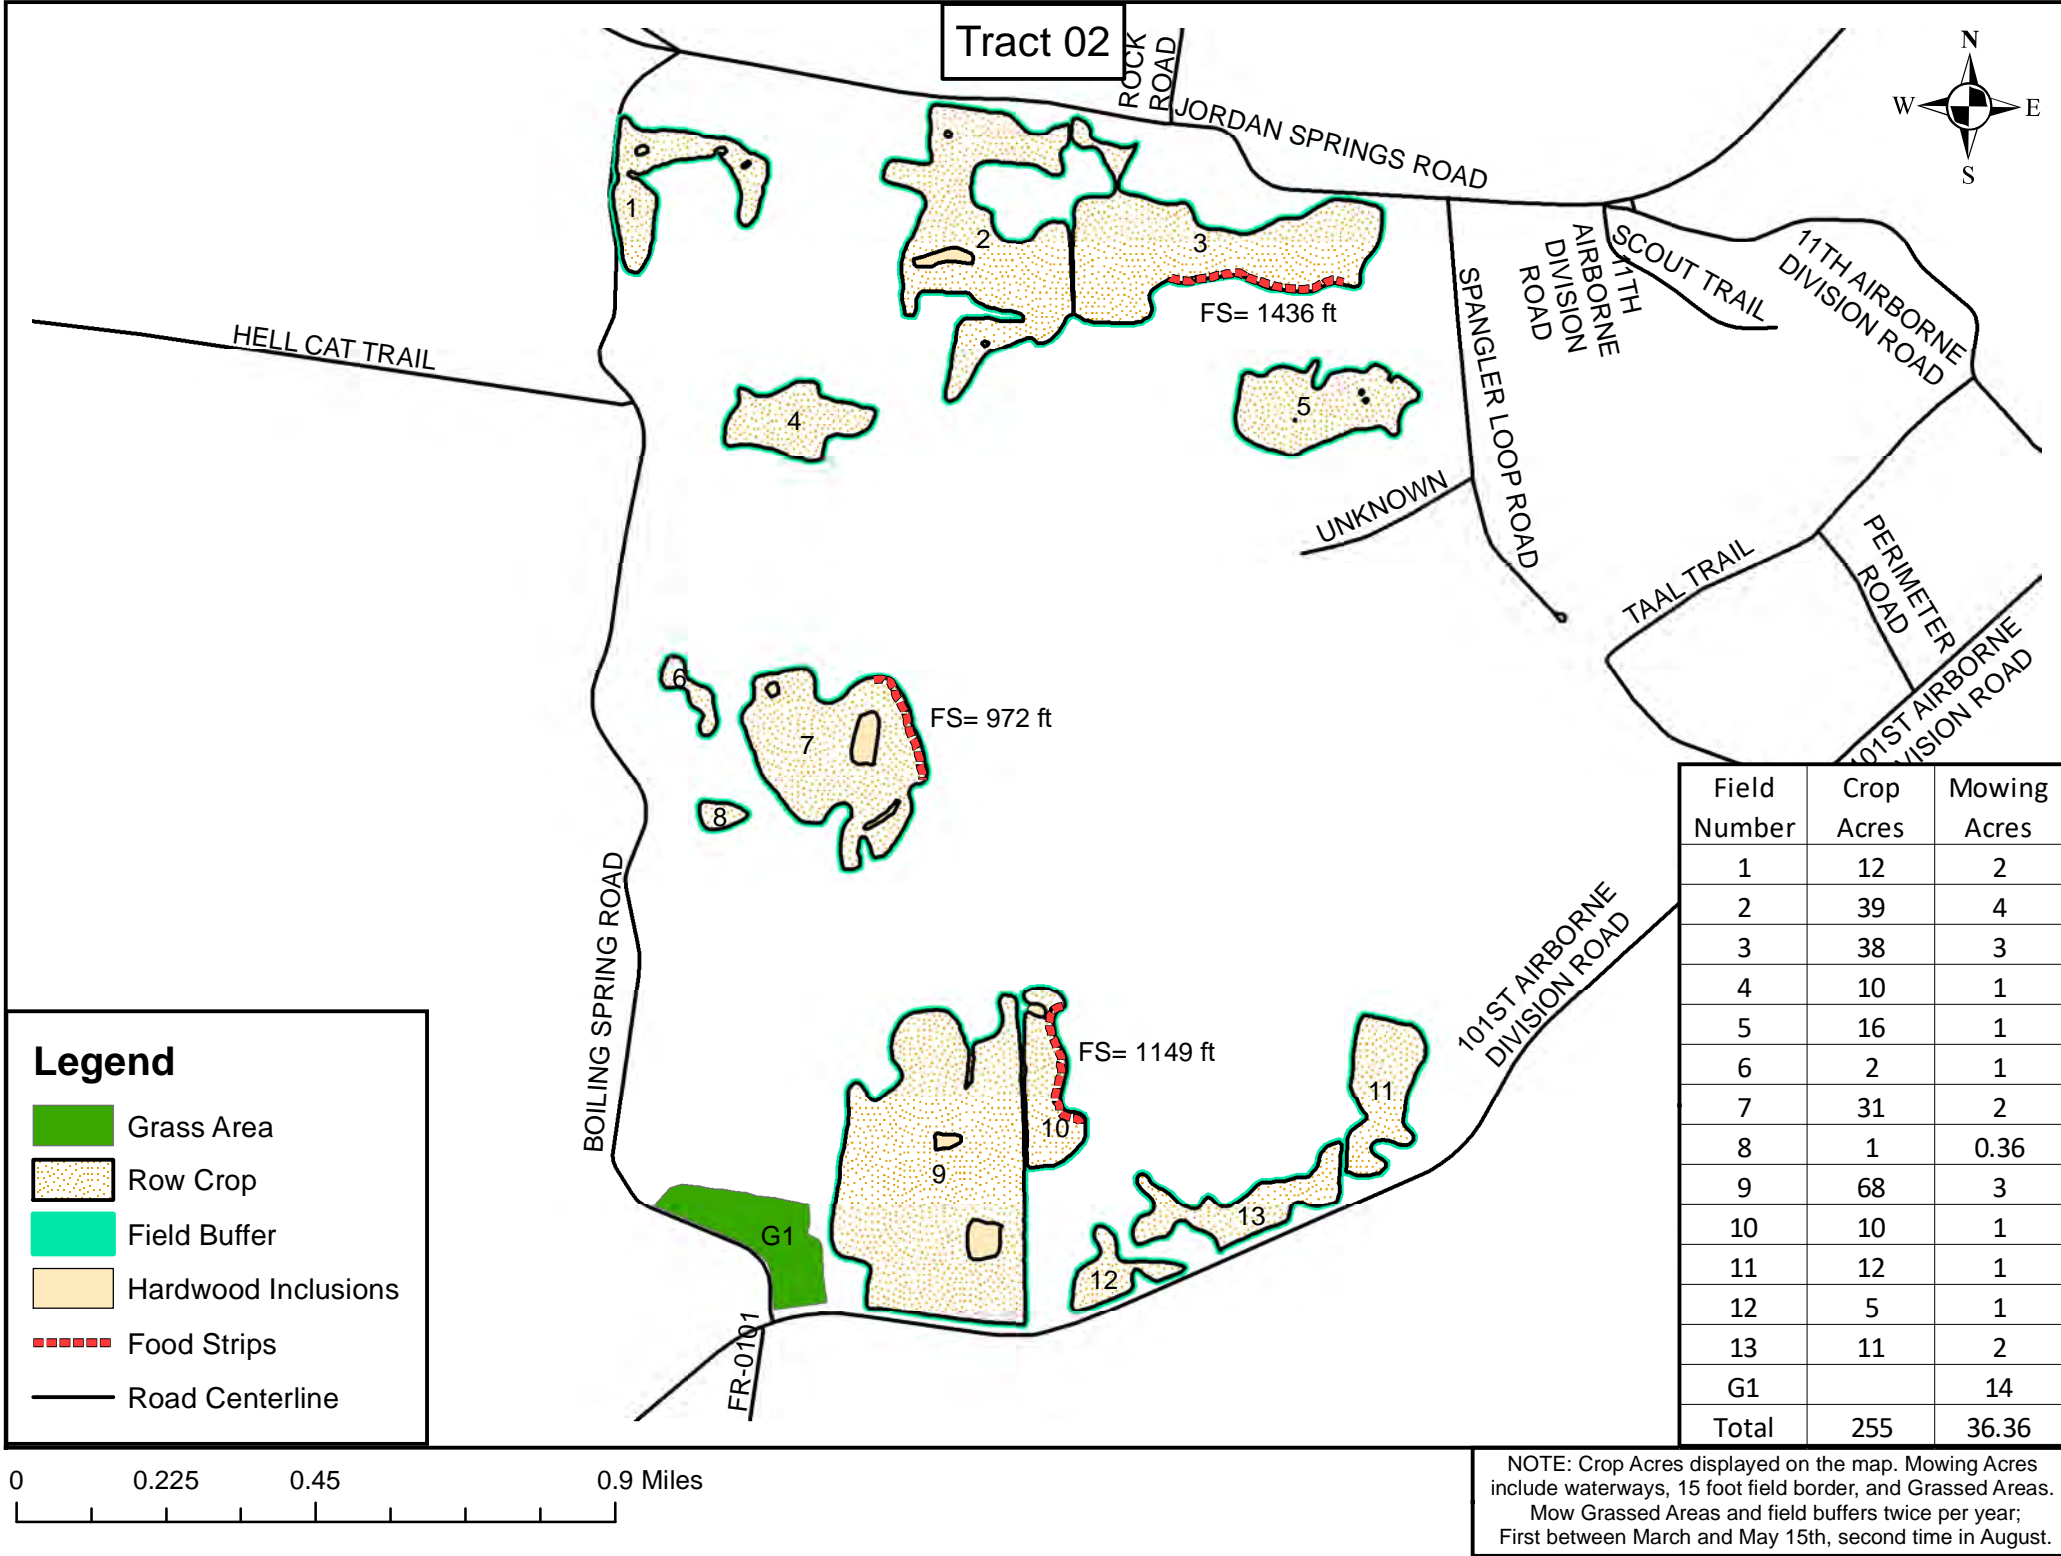 Tract 02
N
W E
S
ROCK
ROAD
JORDAN SPRINGS ROAD
11TH
AIRBORNE
DIVISION
ROAD
SCOUT TRAIL
11TH AIRBORNE
DIVISION ROAD
1
2
3
FS= 1436 ft
HELL CAT TRAIL
SPANGLER LOOP ROAD
4
5
UNKNOWN
TAAL TRAIL
PERIMETER
ROAD
101ST AIRBORNE
DIVISION ROAD
6
7
FS= 972 ft
8
BOILING SPRING ROAD
101ST AIRBORNE
DIVISION ROAD
FS= 1149 ft
9
10
11
12
13
G1
FR-0101
Legend
Grass Area
Row Crop
Field Buffer
Hardwood Inclusions
Food Strips
Road Centerline
Field Number Crop Acres Mowing Acres
1 12 2
2 39 4
3 38 3
4 10 1
5 16 1
6 2 1
7 31 2
8 1 0.36
9 68 3
10 10 1
11 12 1
12 5 1
13 11 2
G1 14
Total 255 36.36
0 0.225 0.45 0.9 Miles
NOTE: Crop Acres displayed on the map. Mowing Acres
include waterways, 15 foot field border, and Grassed Areas.
Mow Grassed Areas and field buffers twice per year;
First between March and May 15th, second time in August.